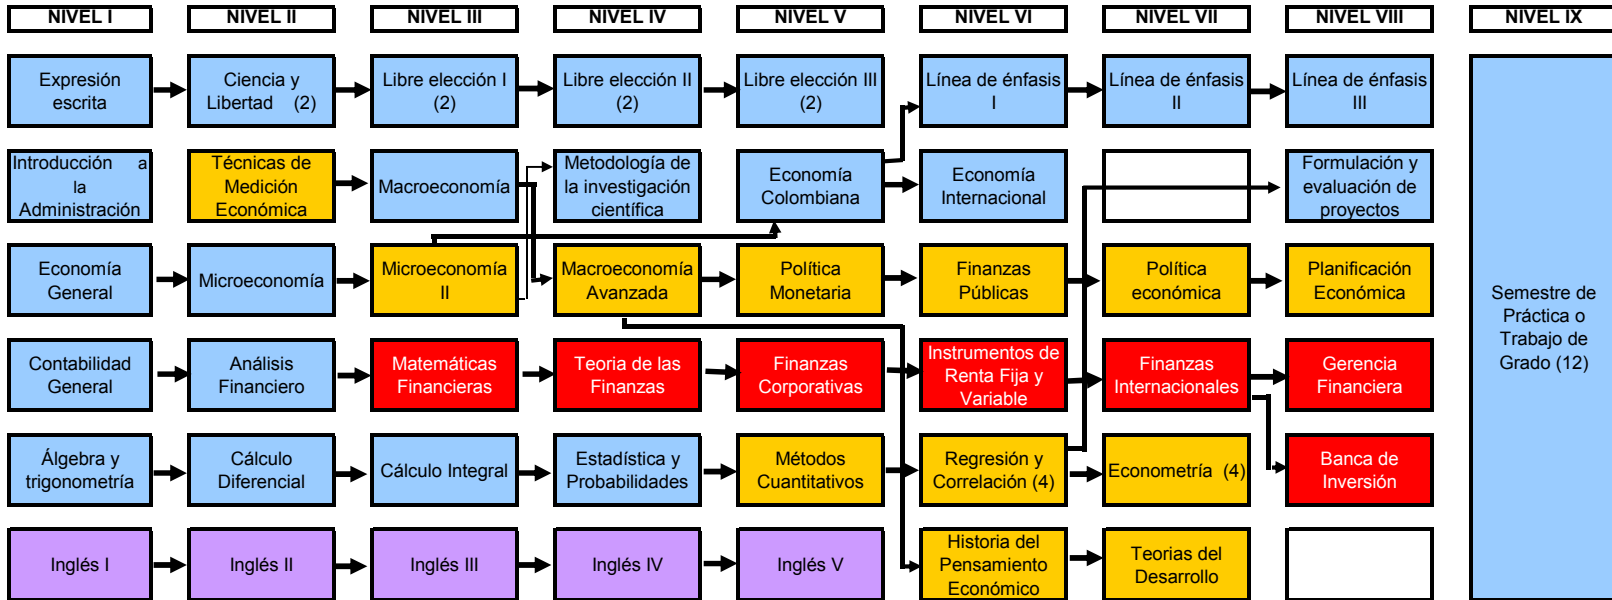 NIVEL I
NIVEL II
NIVEL III
NIVEL IV
NIVEL V
NIVEL VI
NIVEL VII
NIVEL VIII
NIVEL IX
Expresión
escrita
Ciencia y
Libertad (2)
Libre elección I
(2)
Libre elección II
(2)
Libre elección III
(2)
Línea de énfasis
I
Línea de énfasis
II
Línea de énfasis
III
Introducción a
la
Administración
Técnicas de
Medición
Económica
Macroeconomía
Metodología de
la investigación
científica
Economía
Colombiana
Economía
Internacional
Formulación y
evaluación de
proyectos
Economía
General
Microeconomía
Microeconomía
II
Macroeconomía
Avanzada
Política
Monetaria
Finanzas
Públicas
Política
económica
Planificación
Económica
Semestre de
Práctica o
Trabajo de
Grado (12)
Contabilidad
General
Análisis
Financiero
Matemáticas
Financieras
Teoria de las
Finanzas
Finanzas
Corporativas
Instrumentos de
Renta Fija y
Variable
Finanzas
Internacionales
Gerencia
Financiera
Álgebra y
trigonometría
Cálculo
Diferencial
Cálculo Integral
Estadística y
Probabilidades
Métodos
Cuantitativos
Regresión y
Correlación (4)
Econometría (4)
Banca de
Inversión
Inglés I
Inglés II
Inglés III
Inglés IV
Inglés V
Historia del
Pensamiento
Económico
Teorias del
Desarrollo